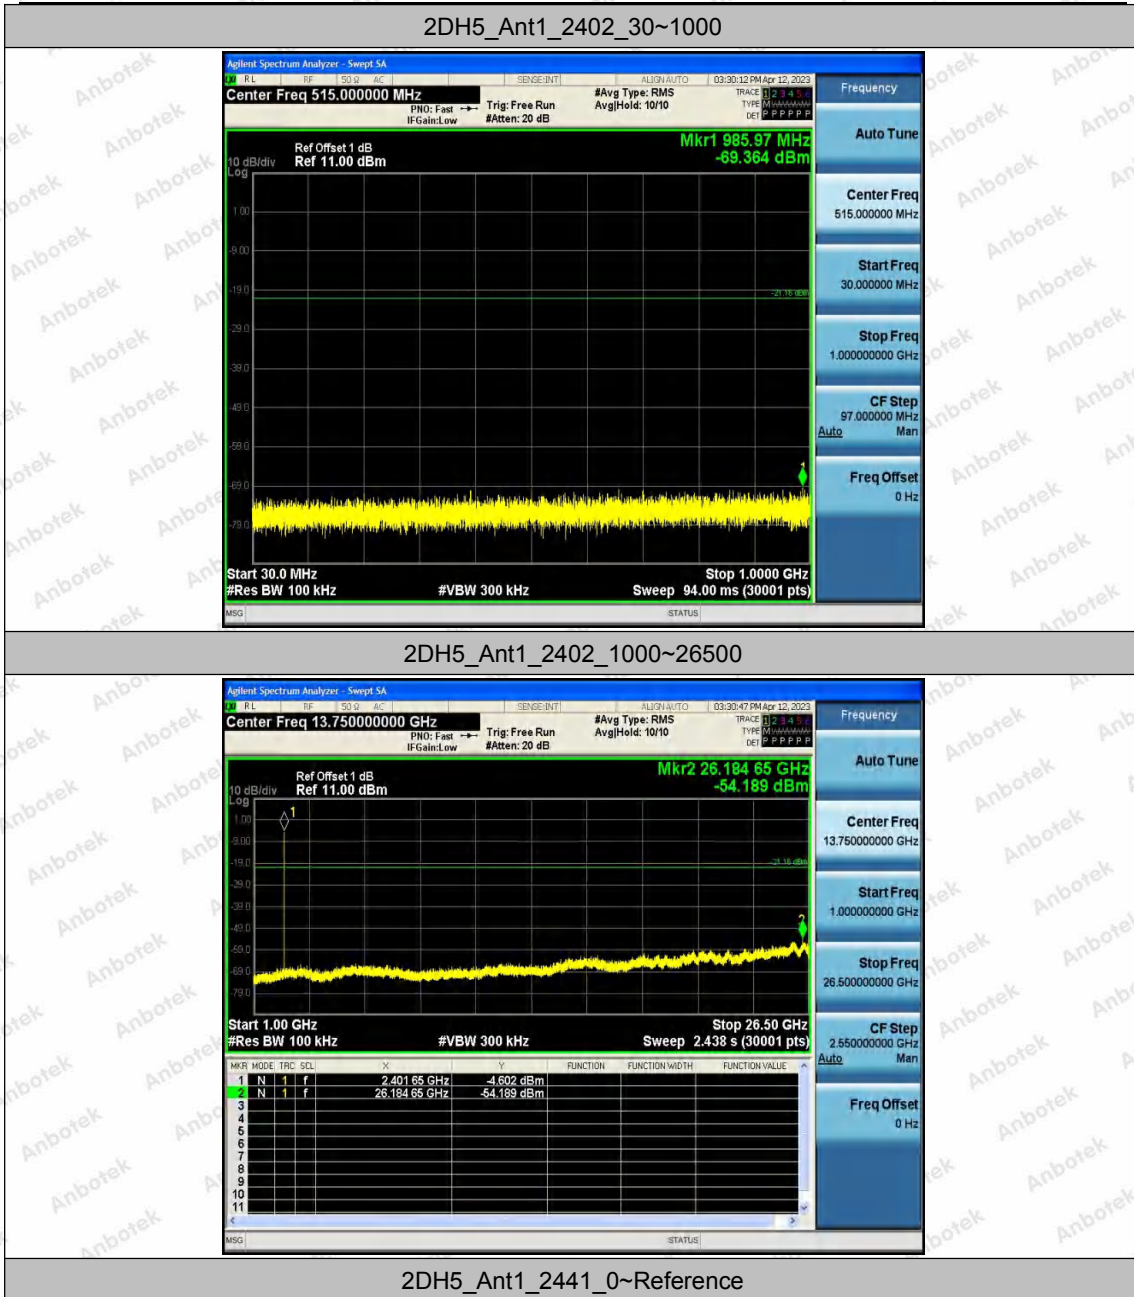 2DH5_Ant1_2402_30~1000
Agilent Spectrum Analyzer - Swept SA
RL RF 50 Ω AC SENSE:INT ALIGN AUTO 03:30:12 PM Apr 12, 2023
Center Freq 515.000000 MHz #Avg Type: RMS TRACE 1 2 3 4 5 6
PNO: Fast Trig: Free Run Avg|Hold: 10/10 TYPE M
IFGain:Low #Atten: 20 dB DET P P P P P P
Frequency
Auto Tune
Center Freq
515.000000 MHz
Start Freq
30.000000 MHz
Stop Freq
1.000000000 GHz
CF Step
97.000000 MHz
Auto Man
Freq Offset
0 Hz
Mkr1 985.97 MHz
-69.364 dBm
Ref Offset 1 dB
10 dB/div Ref 11.00 dBm
Log
1.00
-9.00
-19.0
-21.18 dBm
-29.0
-39.0
-49.0
-59.0
1
-69.0
-79.0
Start 30.0 MHz Stop 1.0000 GHz
#Res BW 100 kHz #VBW 300 kHz Sweep 94.00 ms (30001 pts)
MSG STATUS
2DH5_Ant1_2402_1000~26500
Agilent Spectrum Analyzer - Swept SA
RL RF 50 Ω AC SENSE:INT ALIGN AUTO 03:30:47 PM Apr 12, 2023
Center Freq 13.750000000 GHz #Avg Type: RMS TRACE 1 2 3 4 5 6
PNO: Fast Trig: Free Run Avg|Hold: 10/10 TYPE M
IFGain:Low #Atten: 20 dB DET P P P P P P
Frequency
Auto Tune
Center Freq
13.750000000 GHz
Start Freq
1.000000000 GHz
Stop Freq
26.500000000 GHz
CF Step
2.550000000 GHz
Auto Man
Freq Offset
0 Hz
Mkr2 26.184 65 GHz
-54.189 dBm
Ref Offset 1 dB
10 dB/div Ref 11.00 dBm
Log
1
1.00
-9.00
-19.0
-21.18 dBm
-29.0
-39.0
2
-49.0
-59.0
-69.0
-79.0
Start 1.00 GHz Stop 26.50 GHz
#Res BW 100 kHz #VBW 300 kHz Sweep 2.438 s (30001 pts)
MKR MODE TRC SCL X Y FUNCTION FUNCTION WIDTH FUNCTION VALUE
1 N 1 f 2.401 65 GHz -4.602 dBm
2 N 1 f 26.184 65 GHz -54.189 dBm
3
4
5
6
7
8
9
10
11
MSG STATUS
2DH5_Ant1_2441_0~Reference